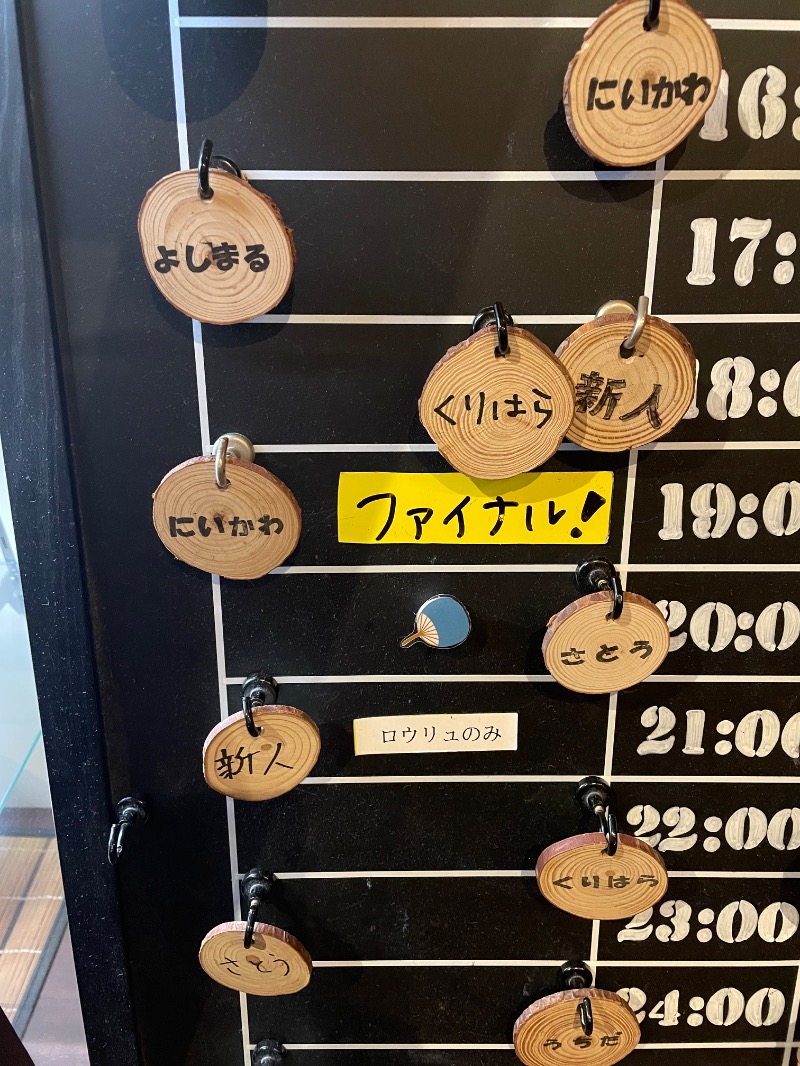 にいかわ
16:
よしまる
17:
くりはら
新人
18:0
にいかわ
ファイナル!
19:0
さとう
20:0
新人
ロウリュのみ
21:00
22:00
くりはら
23:00
さとう
24:00
うちだ